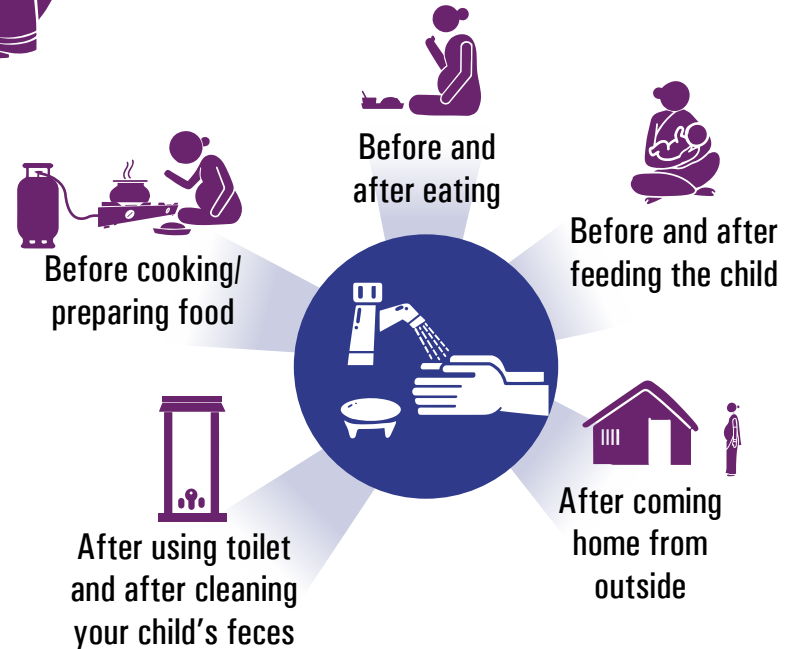 Before and
after eating
Before and after
feeding the child
Before cooking/
preparing food
After coming
home from
outside
After using toilet
and after cleaning
your child's feces